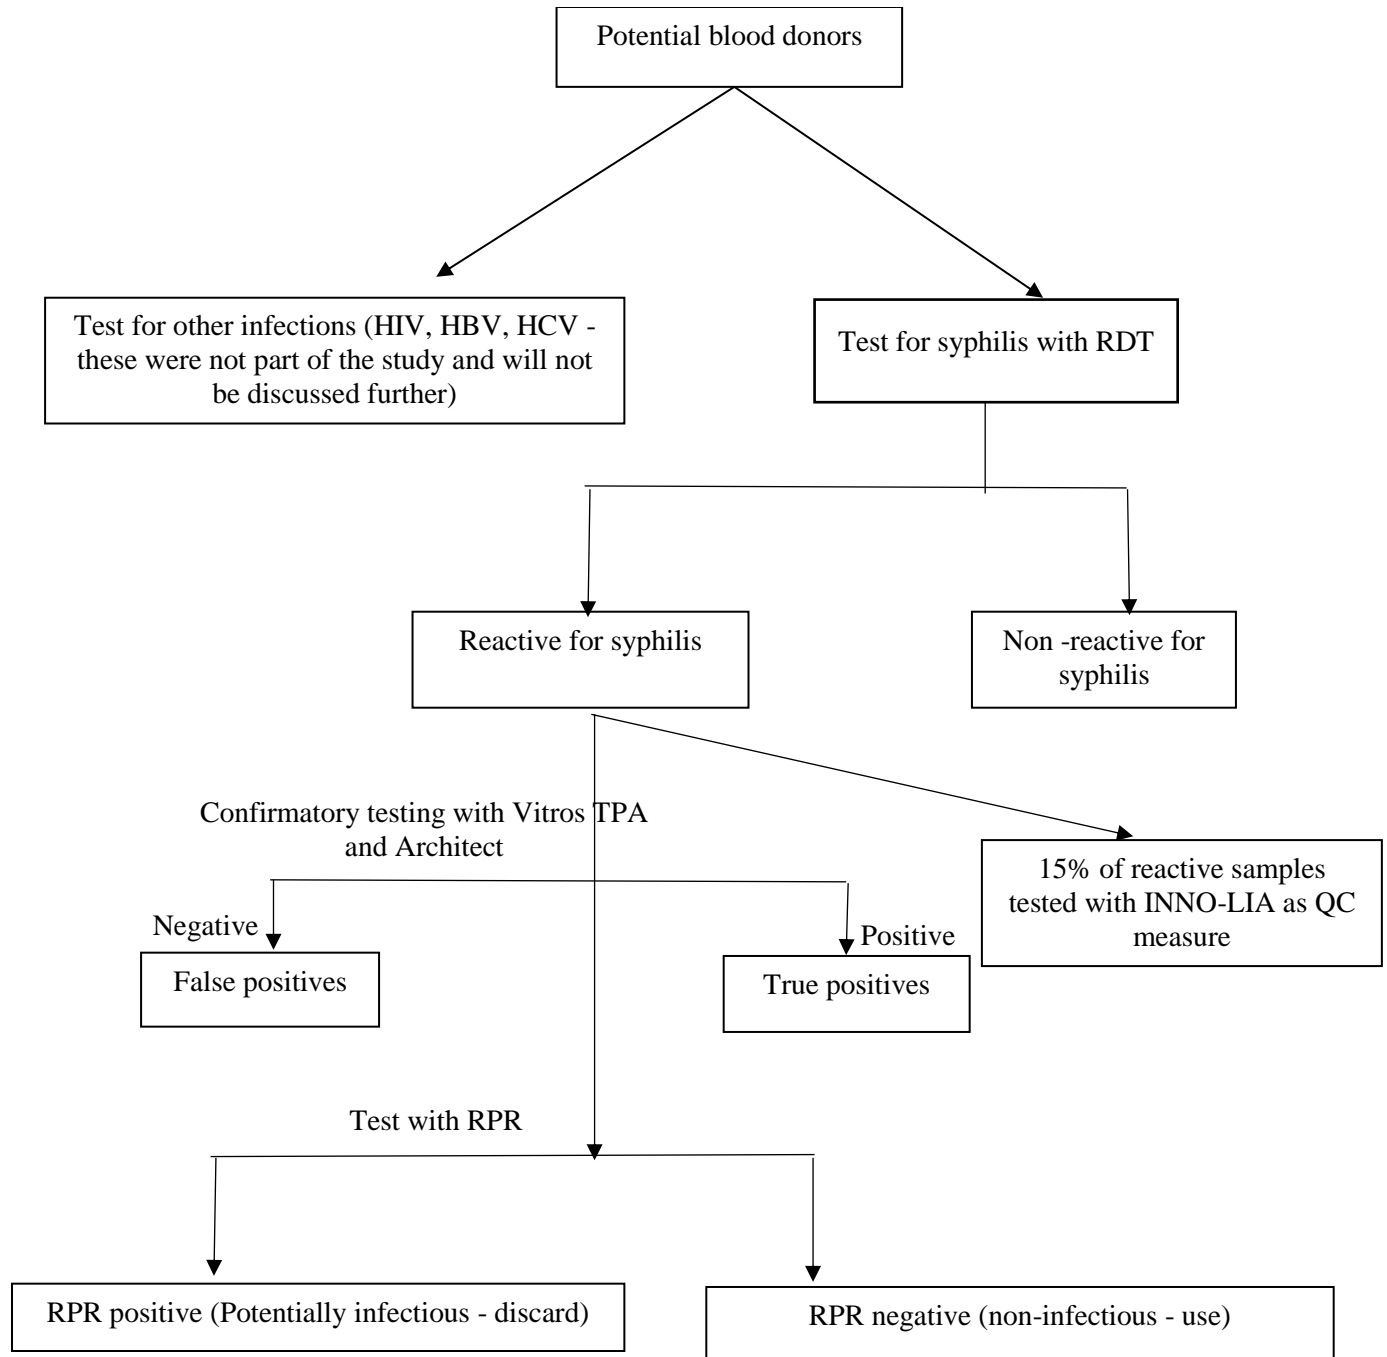 Potential blood donors
Test for other infections (HIV, HBV, HCV -
these were not part of the study and will not
be discussed further)
Test for syphilis with RDT
Reactive for syphilis
Non -reactive for
syphilis
Confirmatory testing with Vitros TPA
and Architect
15% of reactive samples
tested with INNO-LIA as QC
measure
Negative
Positive
False positives
True positives
Test with RPR
RPR positive (Potentially infectious - discard)
RPR negative (non-infectious - use)